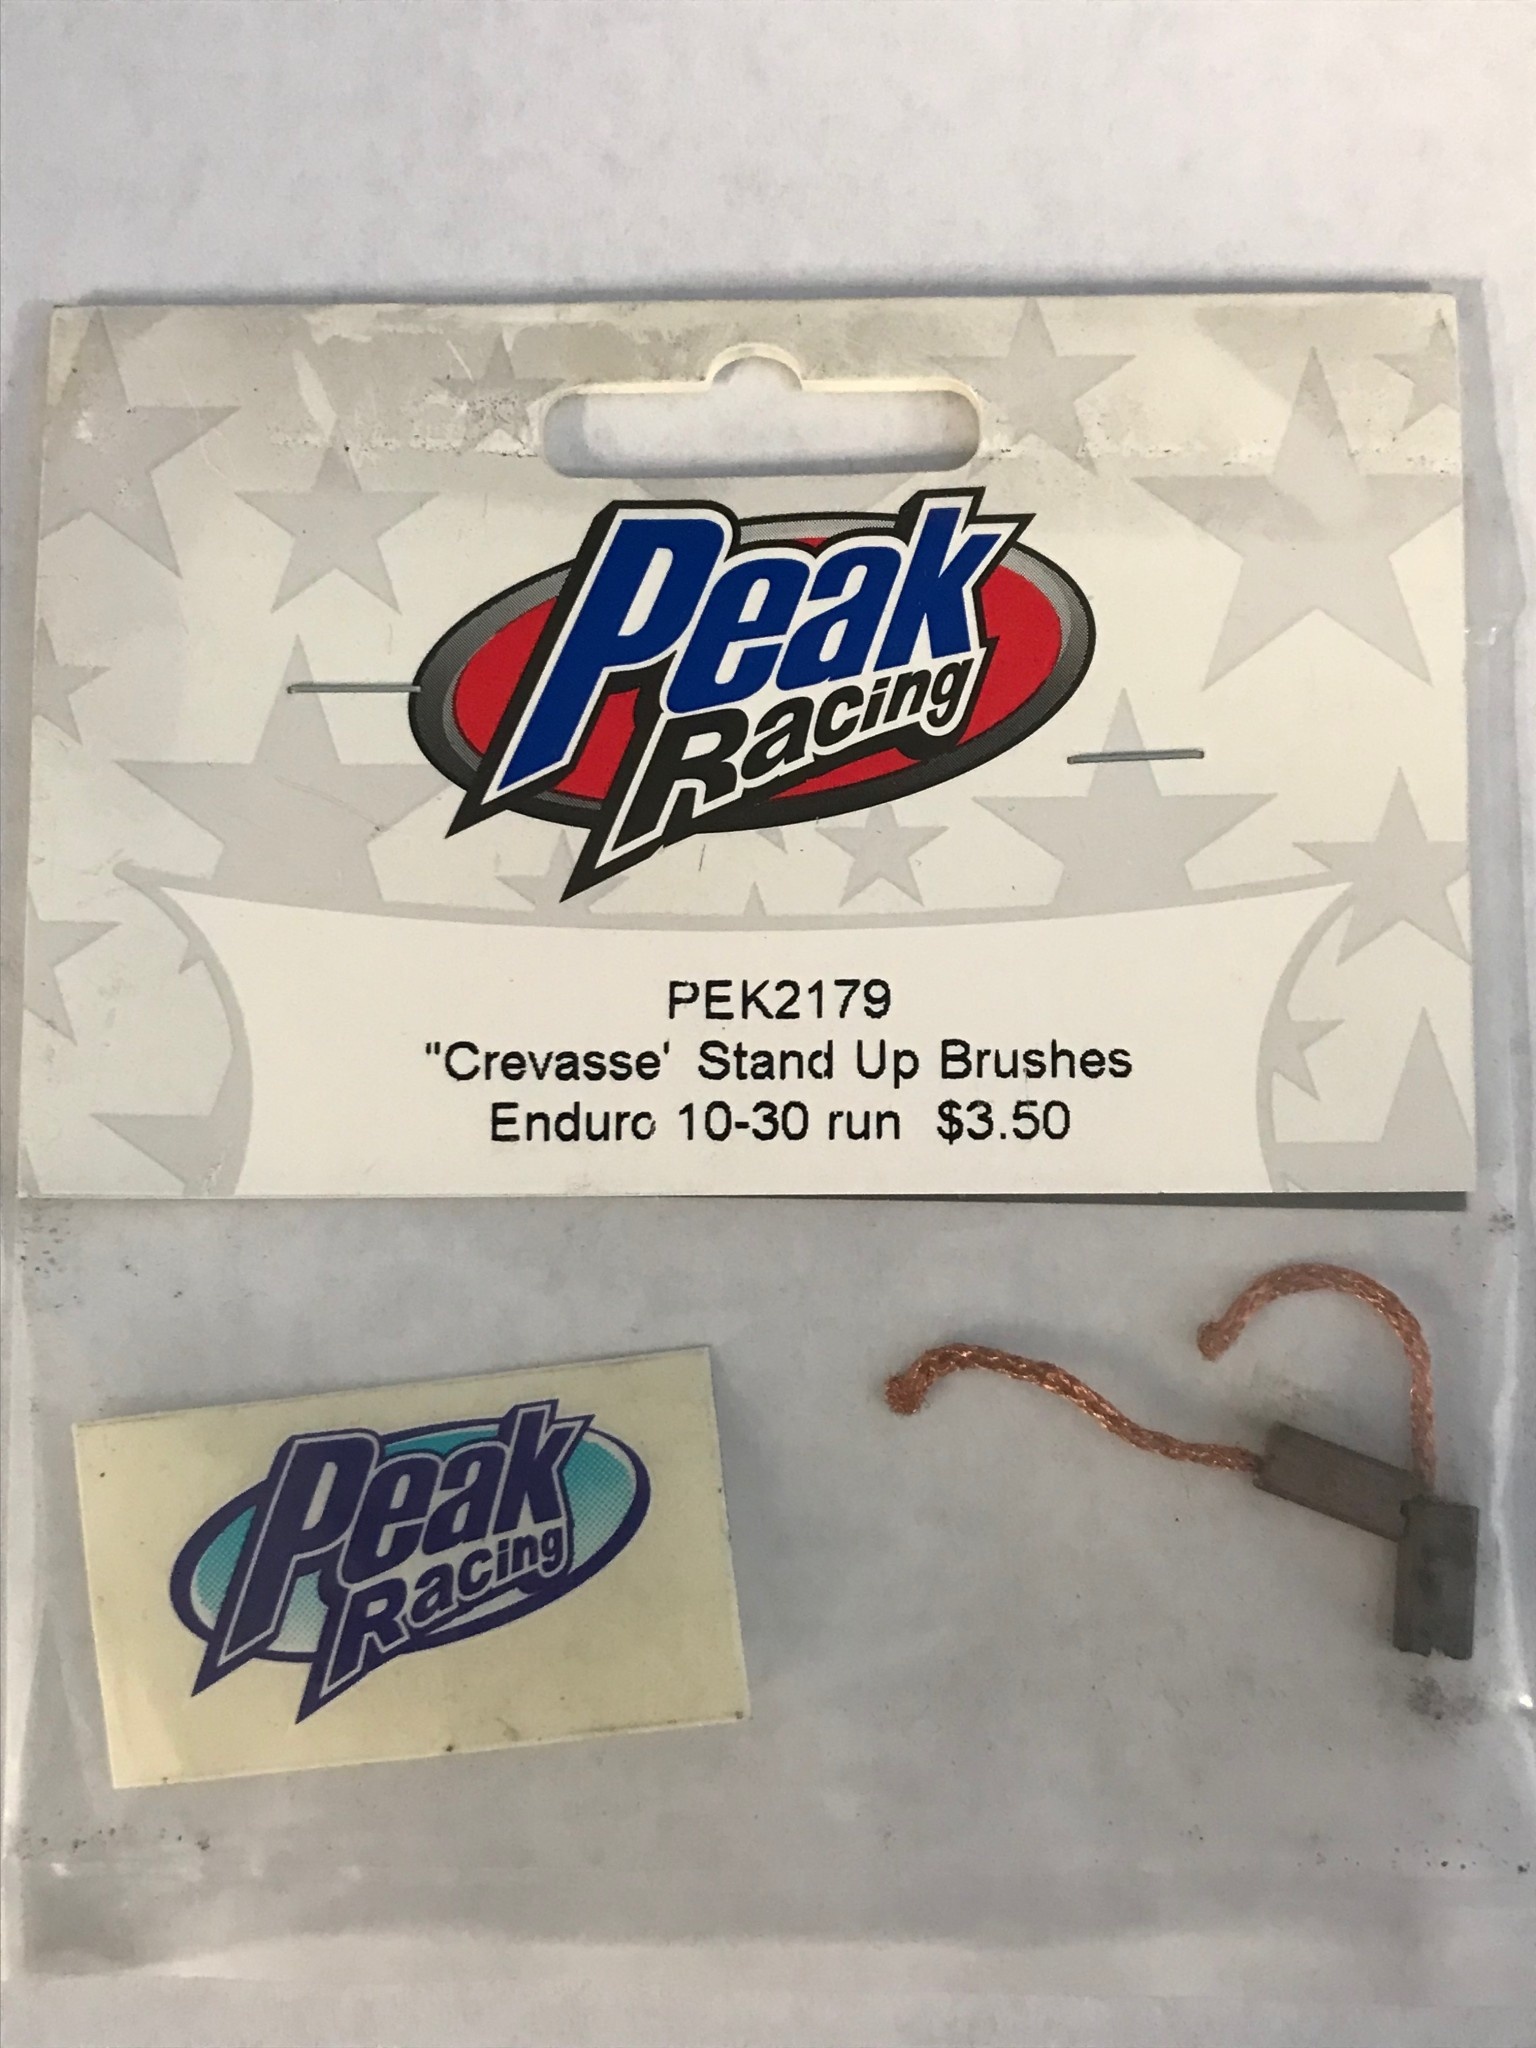 Peak
Racing
PEK2179
"Crevasse' Stand Up Brushes
Enduro 10-30 run $3.50
Peak
Racing